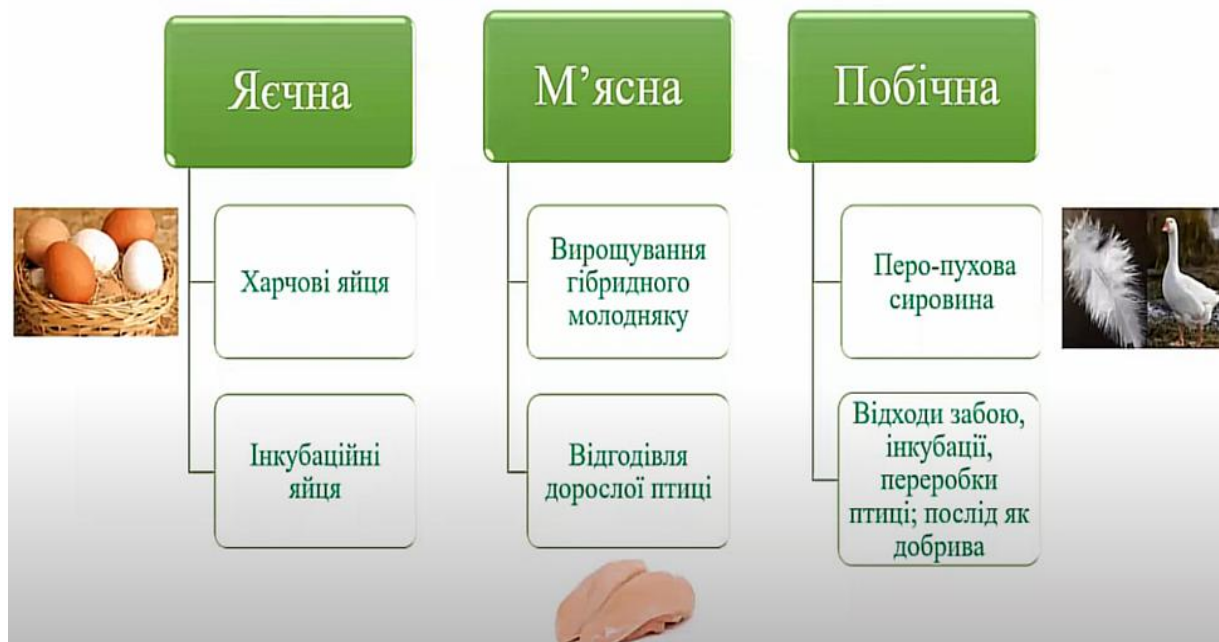 Яєчна
Харчові яйця
Інкубаційні
яйця
М’ясна
Вирощування
гібридного
молодняку
Відгодівля
дорослої птиці
Побічна
Перо-пухова
сировина
Відходи забою,
інкубації,
переробки
птиці; послід як
добрива